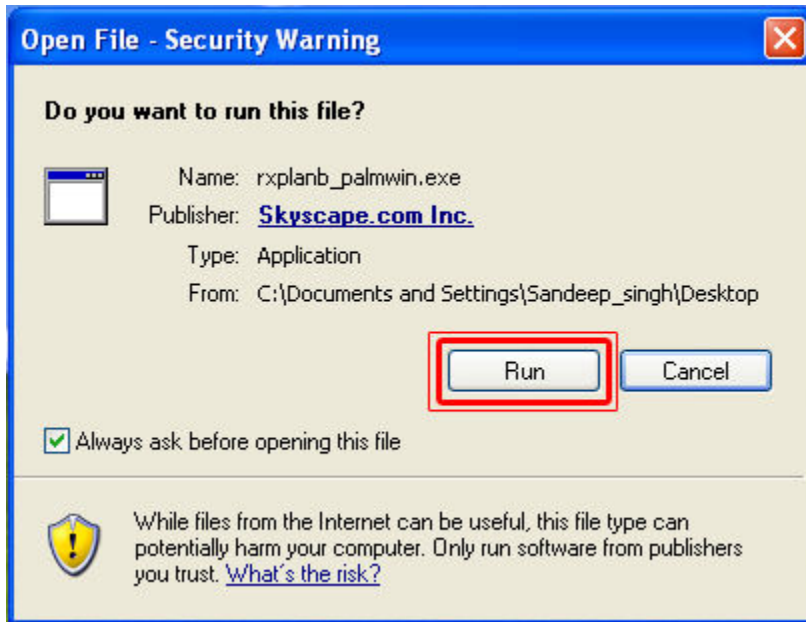 Open File - Security Warning
Do you want to run this file?
Name: rxplanb_palmwin.exe
Publisher: Skyscape.com Inc.
Type: Application
From: C:\Documents and Settings\Sandeep_singh\Desktop
Run Cancel
Always ask before opening this file
While files from the Internet can be useful, this file type can
potentially harm your computer. Only run software from publishers
you trust. What's the risk?